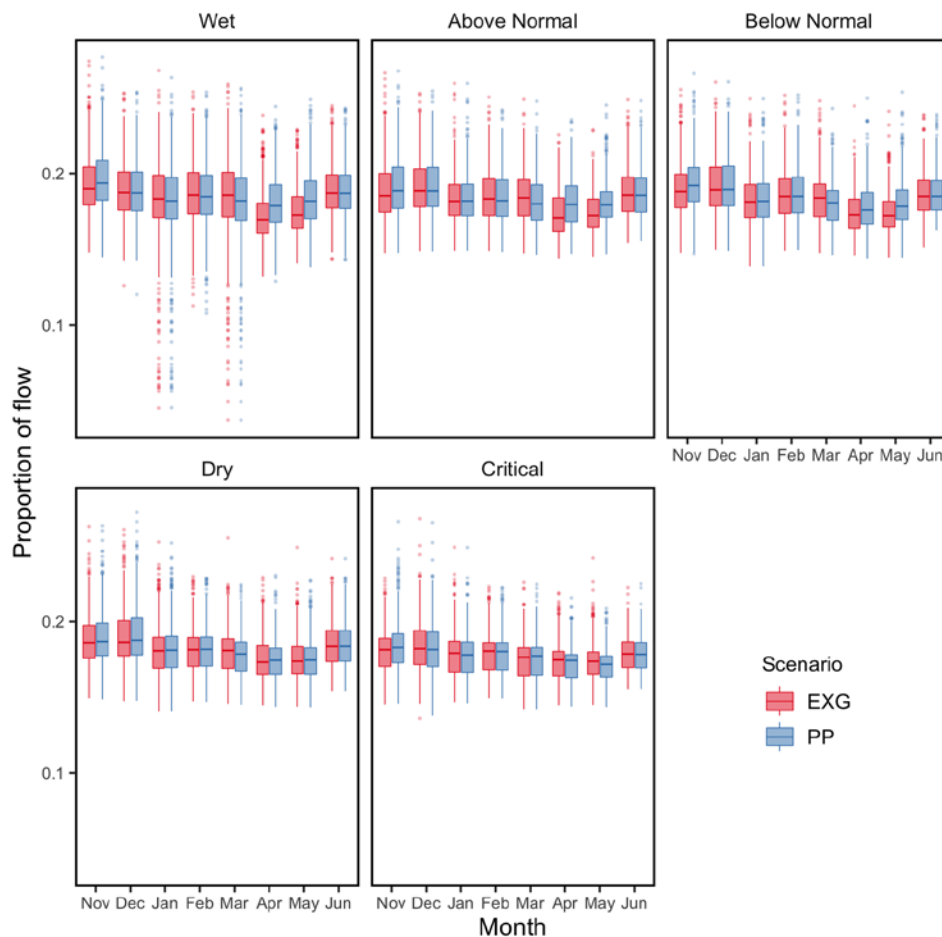 Wet
Above Normal
Below Normal
0.2
0.1
Nov Dec Jan Feb Mar Apr May Jun
Dry
Critical
0.2
0.1
Nov Dec Jan Feb Mar Apr May Jun
Nov Dec Jan Feb Mar Apr May Jun
Proportion of flow
Month
Scenario
EXG
PP